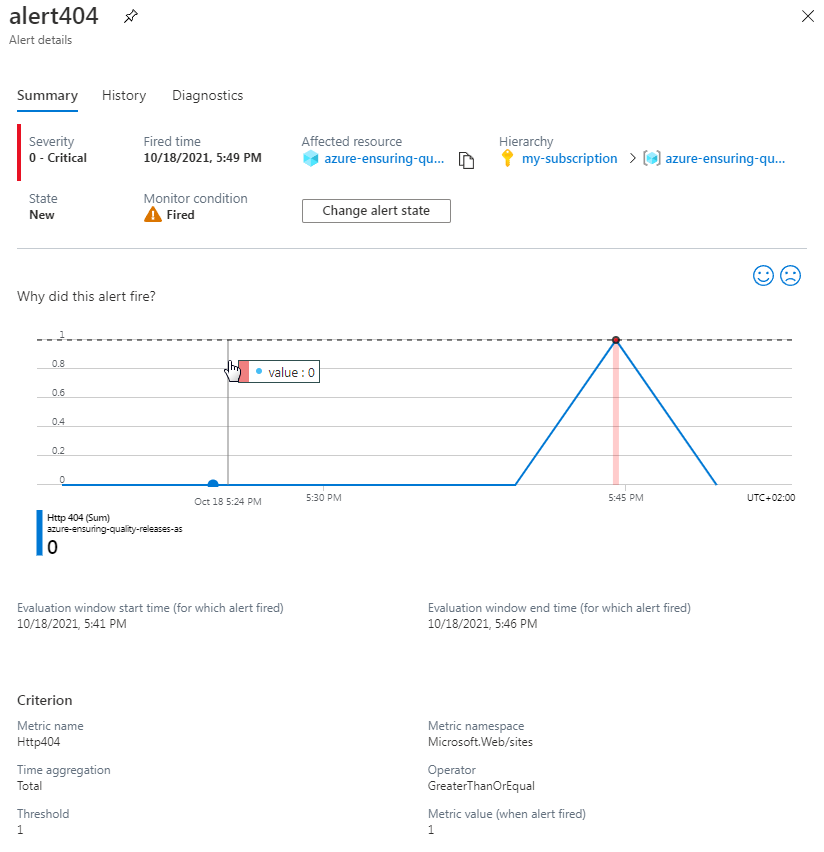 alert404
Alert details
Summary History Diagnostics
Severity Fired time Affected resource Hierarchy
0 - Critical 10/18/2021, 5:49 PM azure-ensuring-qu... my-subscription > azure-ensuring-qu...
State Monitor condition
New Fired Change alert state
Why did this alert fire?
1
0.8
value : 0
0.6
0.4
0.2
0
Oct 18 5:24 PM 5:30 PM 5:45 PM UTC+02:00
Http 404 (Sum)
azure-ensuring-quality-releases-as
0
Evaluation window start time (for which alert fired) Evaluation window end time (for which alert fired)
10/18/2021, 5:41 PM 10/18/2021, 5:46 PM
Criterion
Metric name Metric namespace
Http404 Microsoft.Web/sites
Time aggregation Operator
Total GreaterThanOrEqual
Threshold Metric value (when alert fired)
1 1